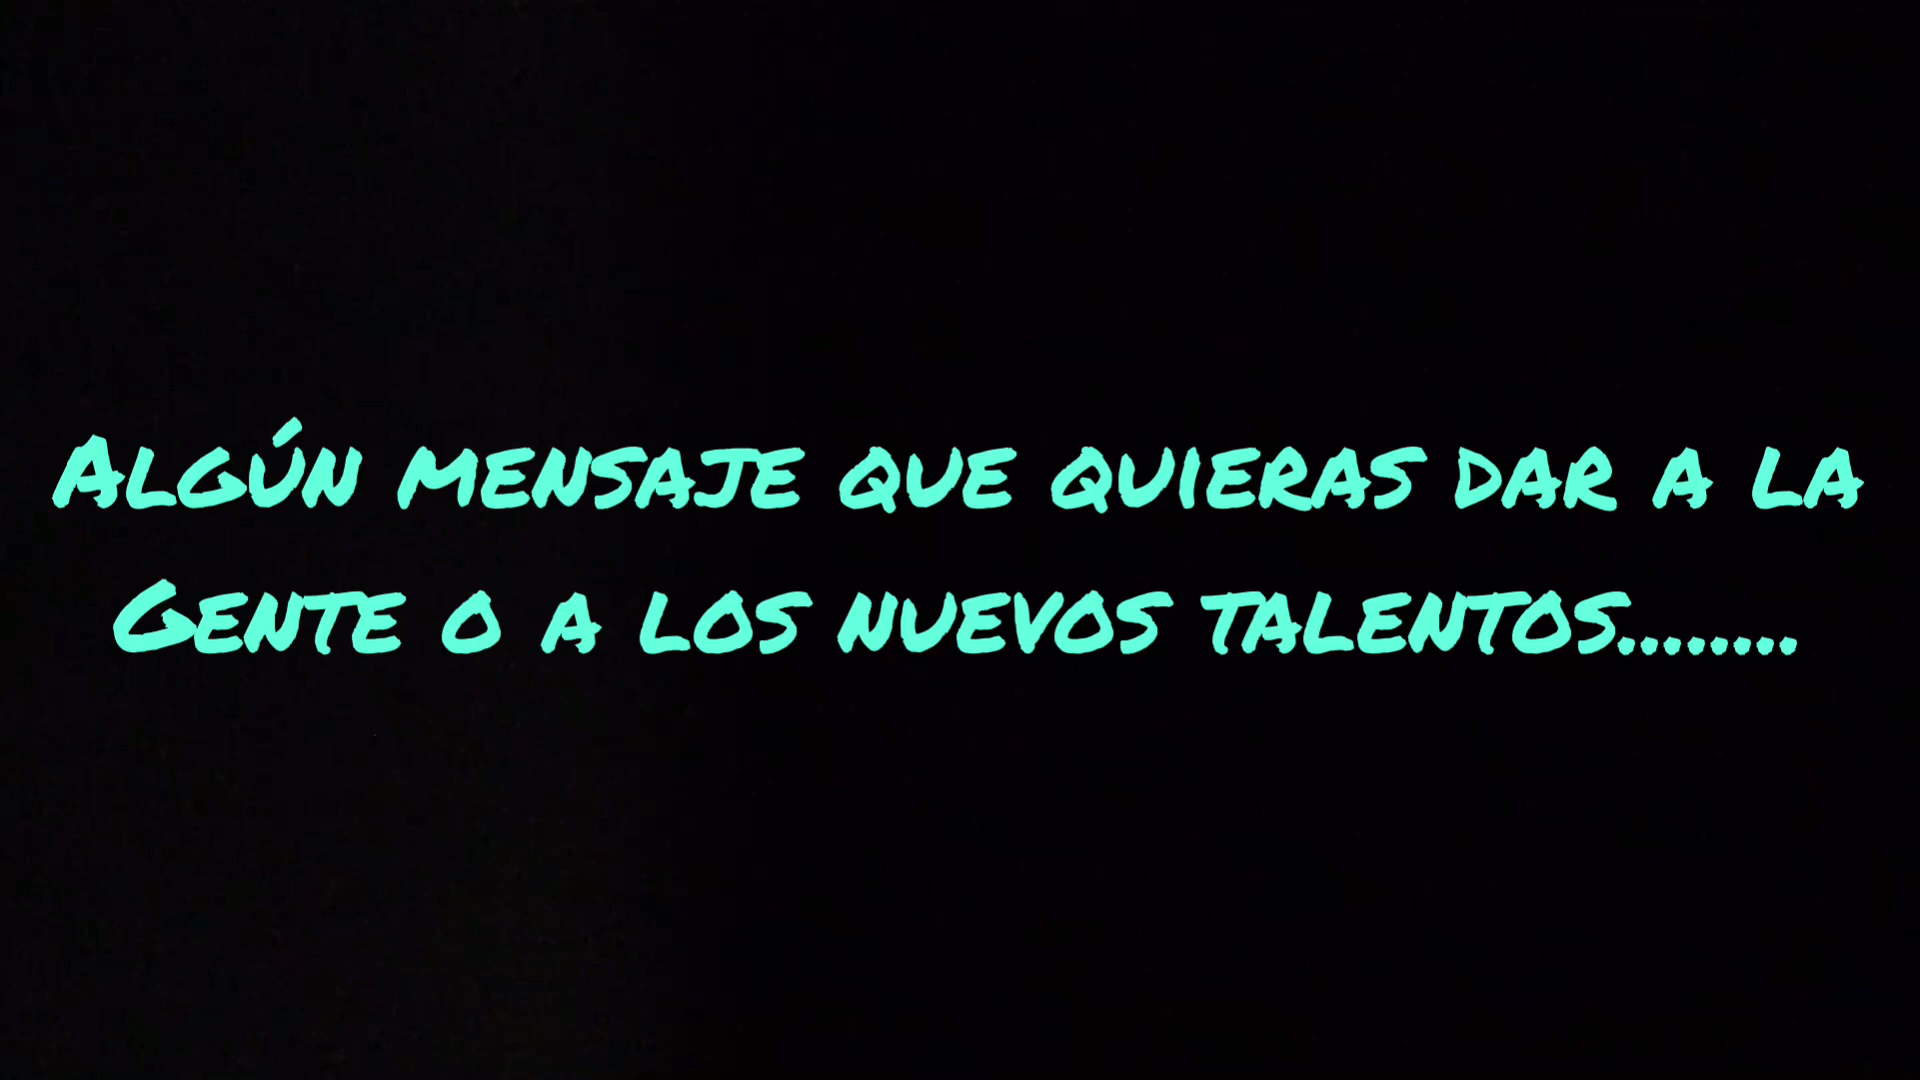 Algún mensaje que quieras dar a la
Gente o a los nuevos talentos........